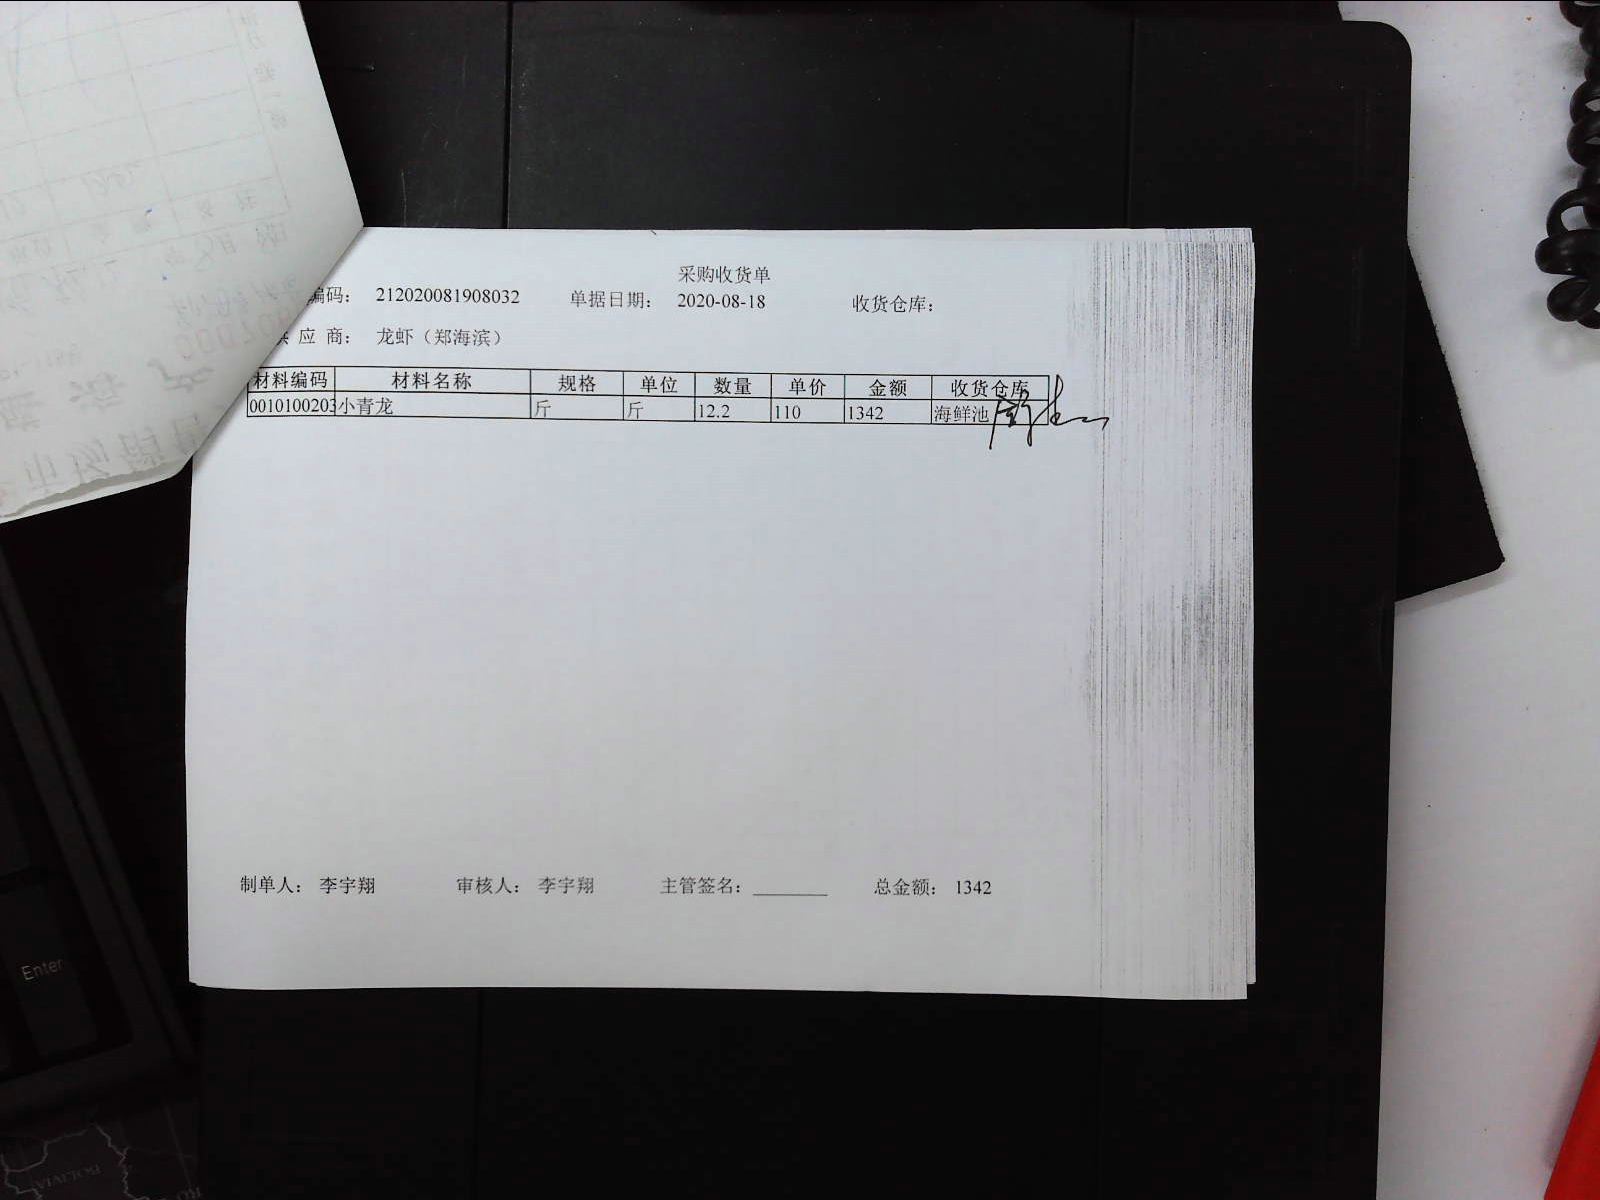 采购收货单
编码： 212020081908032 单据日期： 2020-08-18 收货仓库：
应 商： 龙虾（郑海滨）
材料编码 材料名称 规格 单位 数量 单价 金额 收货仓库
0010100203 小青龙 斤 斤 12.2 110 1342 海鲜池
制单人： 李宇翔 审核人： 李宇翔 主管签名： 总金额： 1342
Enter